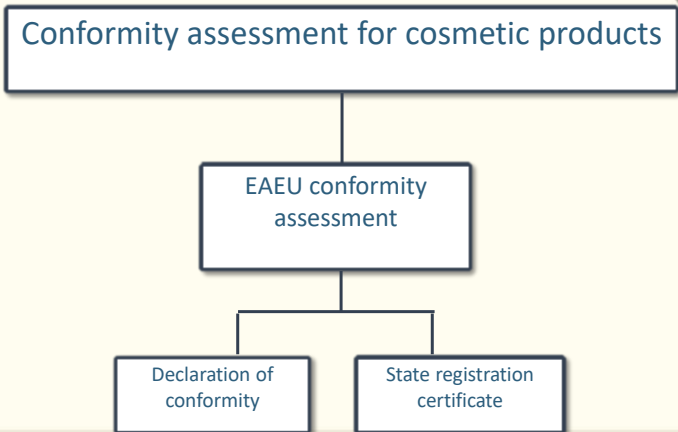 Conformity assessment for cosmetic products
EAEU conformity
assessment
Declaration of
conformity
State registration
certificate